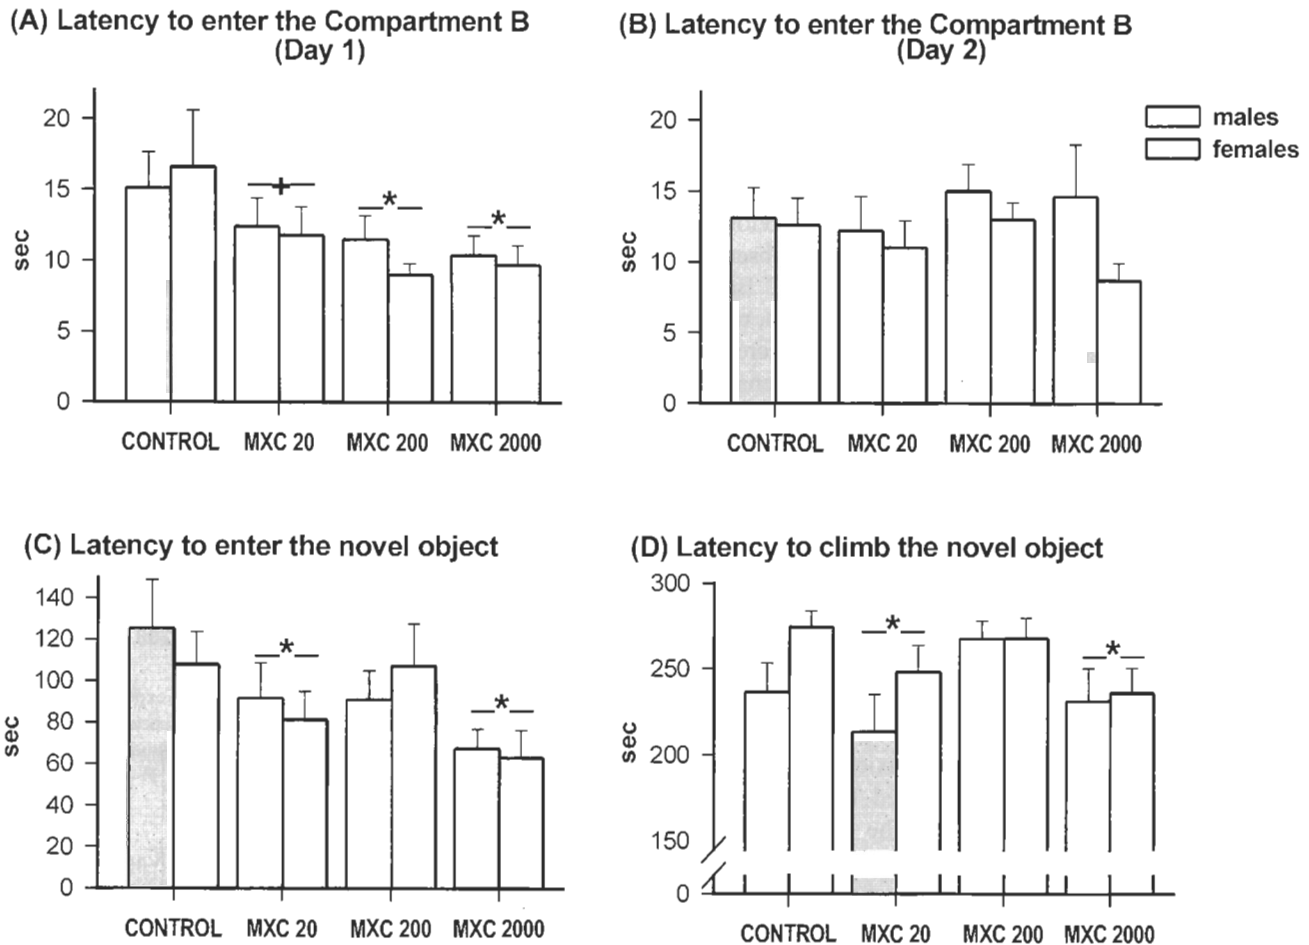 (A) Latency to enter the Compartment B
(Day 1)
20
15
10
5
0
sec
+
*
*
CONTROL MXC 20 MXC 200 MXC 2000
(B) Latency to enter the Compartment B
(Day 2)
20
15
10
5
0
sec
males
females
CONTROL MXC 20 MXC 200 MXC 2000
(C) Latency to enter the novel object
140
120
100
80
60
40
20
0
sec
*
*
CONTROL MXC 20 MXC 200 MXC 2000
(D) Latency to climb the novel object
300
250
200
150
0
sec
*
*
CONTROL MXC 20 MXC 200 MXC 2000